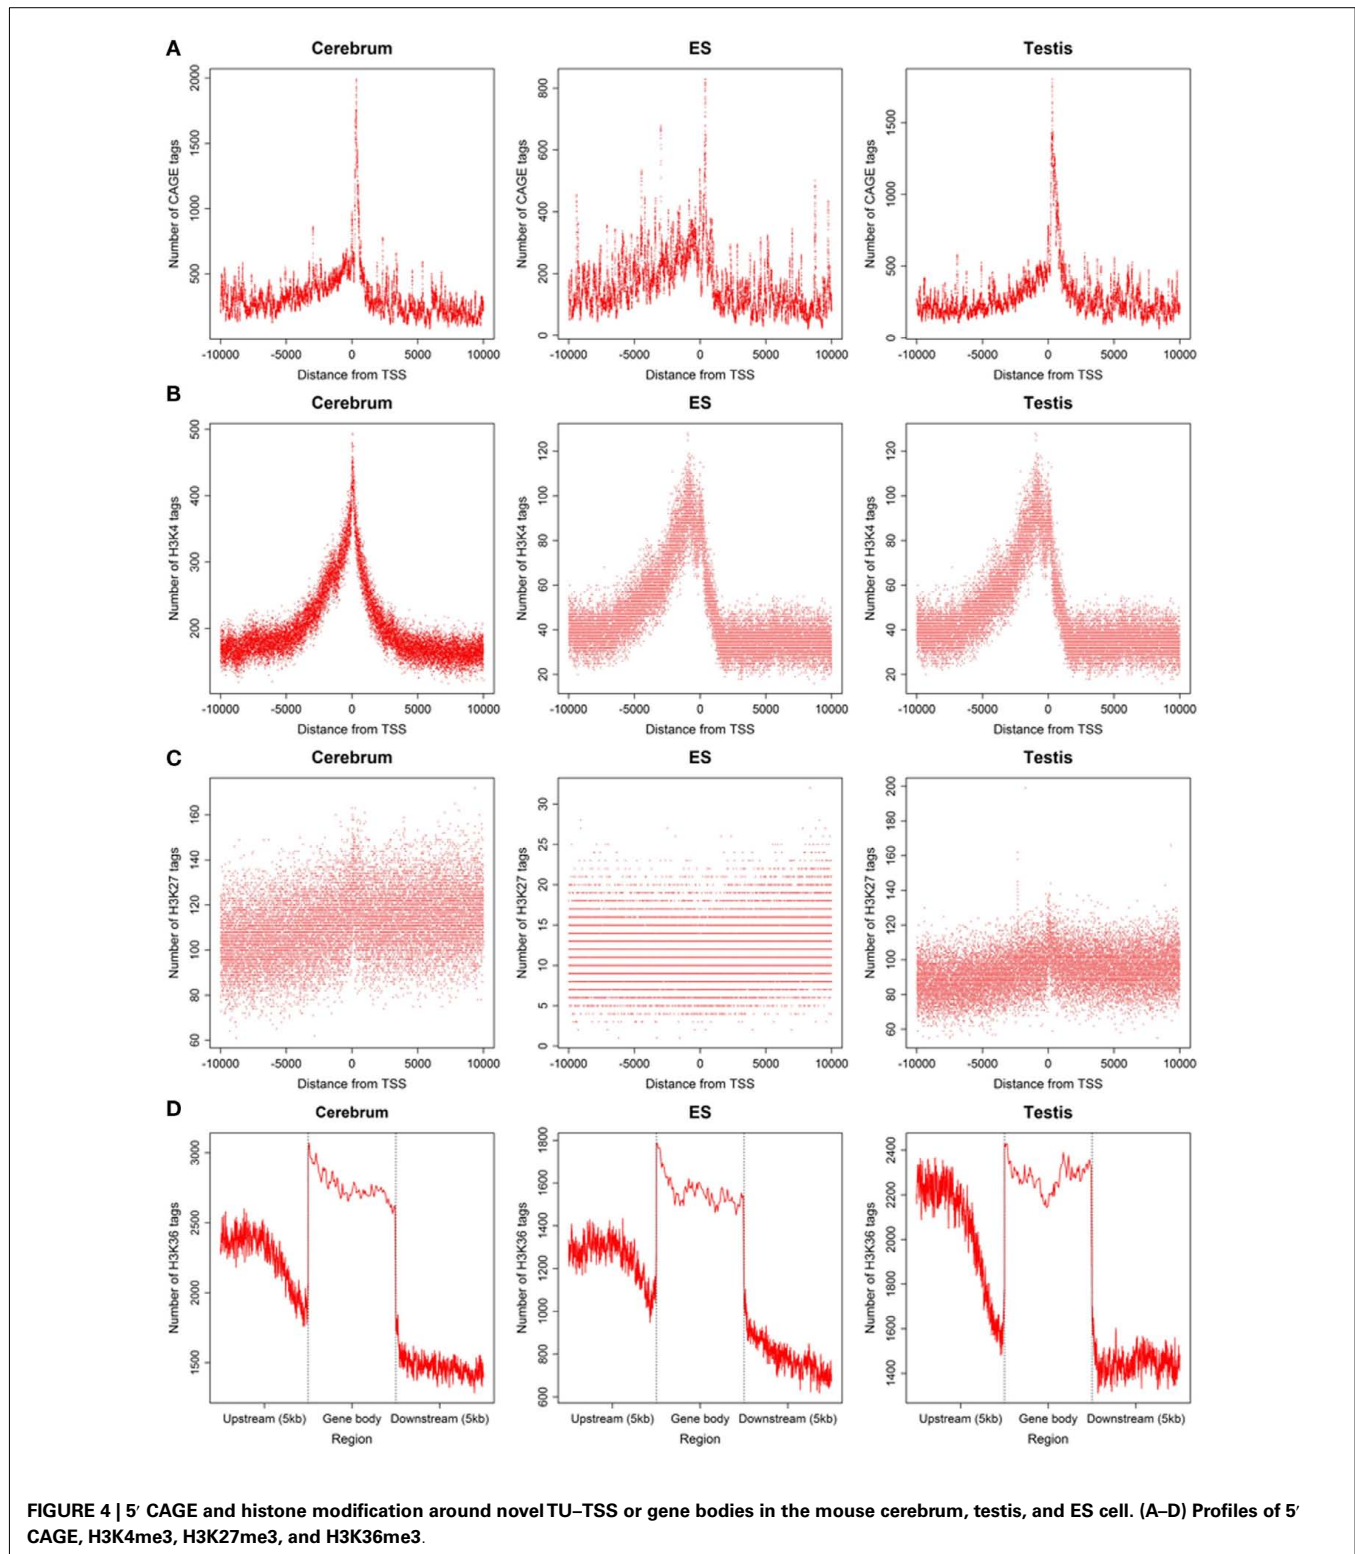 A
Cerebrum
ES
Testis
Number of CAGE tags
500
1000
1500
2000
-10000
-5000
0
5000
10000
Distance from TSS
Number of CAGE tags
0
200
400
600
800
-10000
-5000
0
5000
10000
Distance from TSS
Number of CAGE tags
0
500
1000
1500
-10000
-5000
0
5000
10000
Distance from TSS
B
Cerebrum
ES
Testis
Number of H3K4 tags
200
300
400
500
-10000
-5000
0
5000
10000
Distance from TSS
Number of H3K4 tags
20
40
60
80
100
120
-10000
-5000
0
5000
10000
Distance from TSS
Number of H3K4 tags
20
40
60
80
100
120
-10000
-5000
0
5000
10000
Distance from TSS
C
Cerebrum
ES
Testis
Number of H3K27 tags
60
80
100
120
140
160
-10000
-5000
0
5000
10000
Distance from TSS
Number of H3K27 tags
0
5
10
15
20
25
30
-10000
-5000
0
5000
10000
Distance from TSS
Number of H3K27 tags
60
80
100
120
140
160
180
200
-10000
-5000
0
5000
10000
Distance from TSS
D
Cerebrum
ES
Testis
Number of H3K36 tags
1500
2000
2500
3000
Upstream (5kb)
Gene body
Downstream (5kb)
Region
Number of H3K36 tags
600
800
1000
1200
1400
1600
1800
Upstream (5kb)
Gene body
Downstream (5kb)
Region
Number of H3K36 tags
1400
1600
1800
2000
2200
2400
Upstream (5kb)
Gene body
Downstream (5kb)
Region
FIGURE 4 | 5′ CAGE and histone modification around novel TU–TSS or gene bodies in the mouse cerebrum, testis, and ES cell. (A–D) Profiles of 5′
CAGE, H3K4me3, H3K27me3, and H3K36me3.